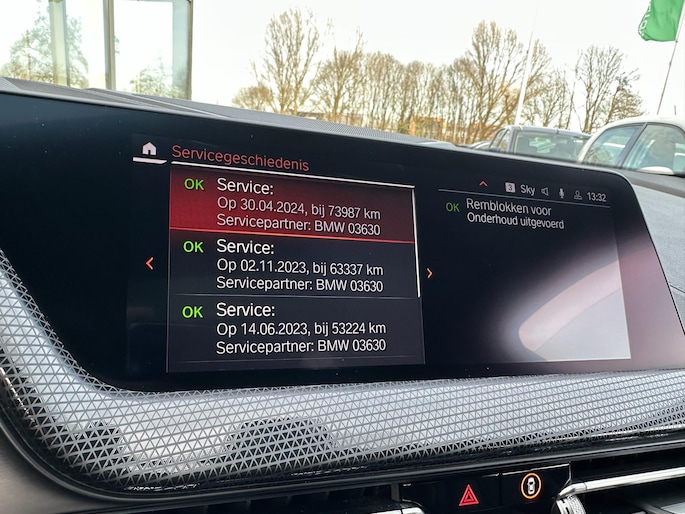 Servicegeschiedenis
OK Service:
Op 30.04.2024, bij 73987 km
Servicepartner: BMW 03630
OK Service:
Op 02.11.2023, bij 63337 km
Servicepartner: BMW 03630
OK Service:
Op 14.06.2023, bij 53224 km
Servicepartner: BMW 03630
Sky 13:32
OK Remblokken voor
Onderhoud uitgevoerd